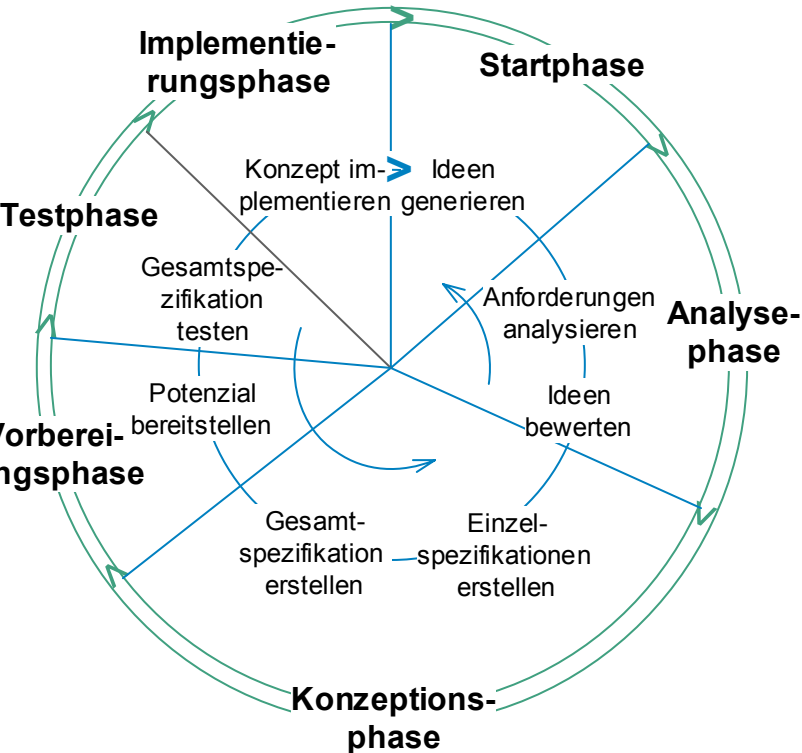 Implementie-
rungsphase
Startphase
Konzept im-
plementieren
Ideen
generieren
Testphase
Gesamtspe-
zifikation
testen
Anforderungen
analysieren
Analyse-
phase
Potenzial
bereitstellen
Ideen
bewerten
Vorberei-
ngsphase
Gesamt-
spezifikation
erstellen
Einzel-
spezifikationen
erstellen
Konzeptions-
phase